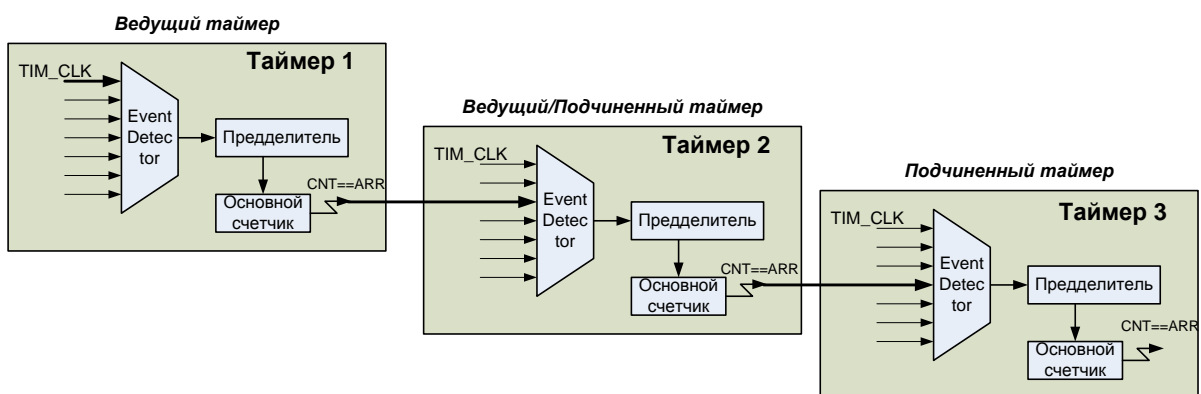 Ведущий таймер
Таймер 1
TIM_CLK
Event
Detec
tor
Предделитель
Основной
счетчик
CNT==ARR
Ведущий/Подчиненный таймер
Таймер 2
TIM_CLK
Event
Detec
tor
Предделитель
Основной
счетчик
CNT==ARR
Подчиненный таймер
Таймер 3
TIM_CLK
Event
Detec
tor
Предделитель
Основной
счетчик
CNT==ARR